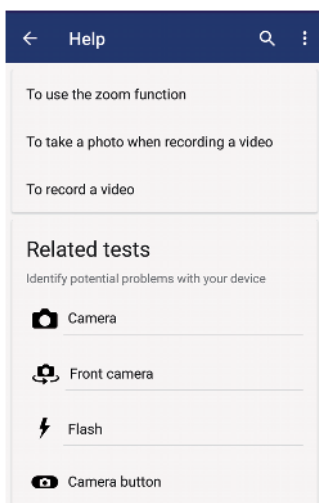 Help
To use the zoom function
To take a photo when recording a video
To record a video
Related tests
Identify potential problems with your device
Camera
Front camera
Flash
Camera button